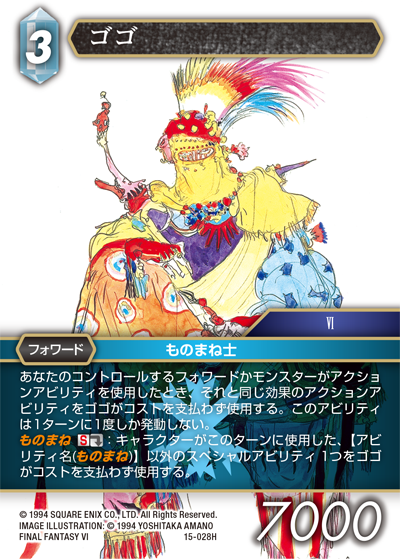 3
ゴゴ
VI
フォワード
ものまね士
あなたのコントロールするフォワードかモンスターがアクショ
ンアビリティを使用したとき、それと同じ効果のアクションア
ビリティをゴゴがコストを支払わず使用する。このアビリティ
は1ターンに1度しか発動しない。
ものまね S:キャラクターがこのターンに使用した、【アビ
リティ名(ものまね)】以外のスペシャルアビリティ 1つをゴゴ
がコストを支払わず使用する。
© 1994 SQUARE ENIX CO., LTD. All Rights Reserved.
IMAGE ILLUSTRATION: © 1994 YOSHITAKA AMANO
FINAL FANTASY VI 15-028H
7000